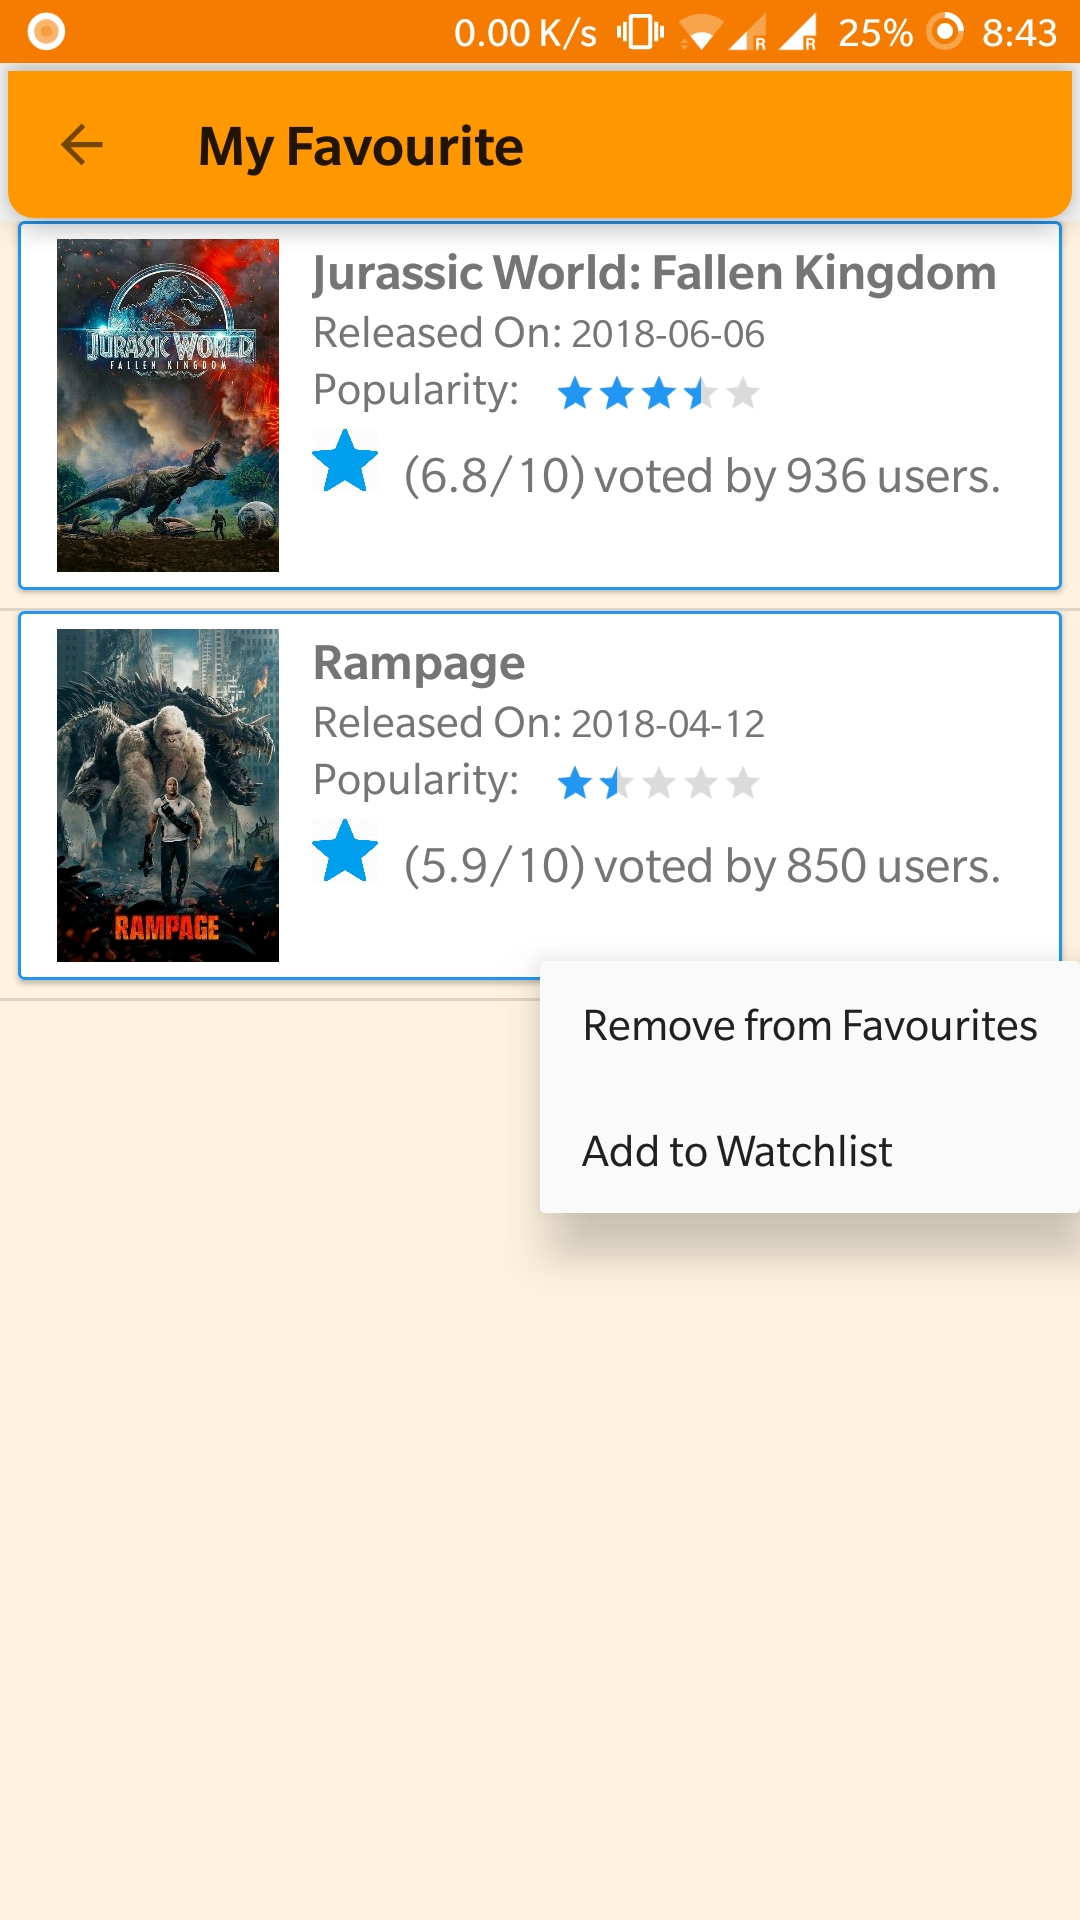 0.00 K/s R R 25% 8:43
My Favourite
JURASSIC WORLD
FALLEN KINGDOM
Jurassic World: Fallen Kingdom
Released On: 2018-06-06
Popularity:
(6.8/10) voted by 936 users.
RAMPAGE
Rampage
Released On: 2018-04-12
Popularity:
(5.9/10) voted by 850 users.
Remove from Favourites
Add to Watchlist